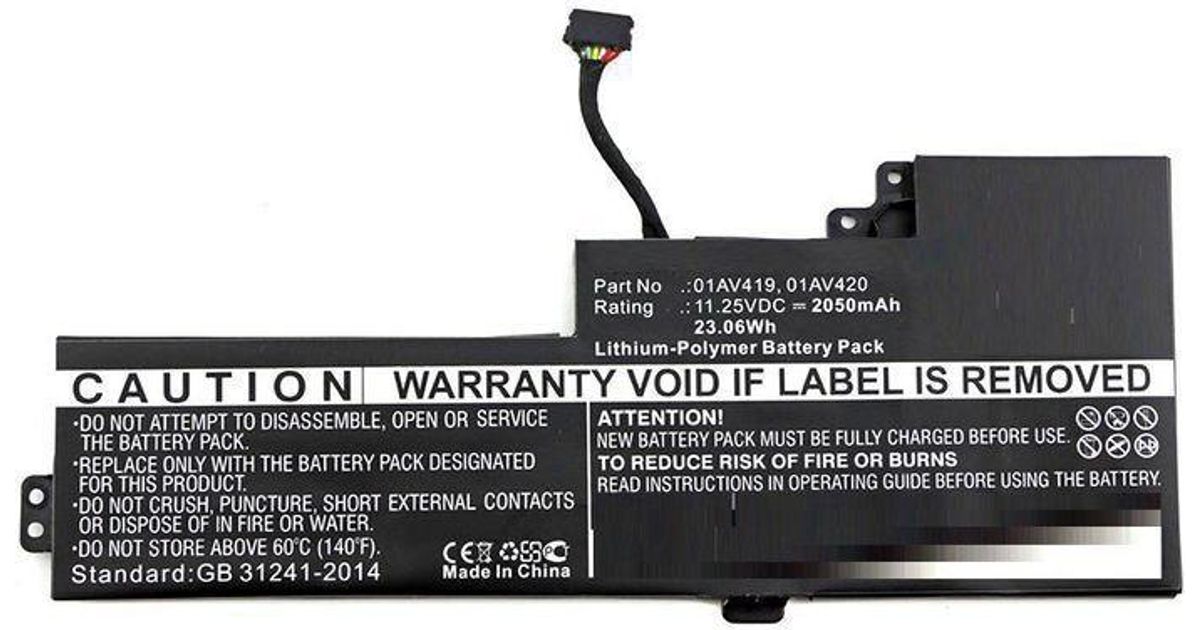 Part No .:01AV419, 01AV420
Rating .:11.25VDC ⎓ 2050mAh
23.06Wh
Lithium-Polymer Battery Pack
CAUTION
WARRANTY VOID IF LABEL IS REMOVED
·DO NOT ATTEMPT TO DISASSEMBLE, OPEN OR SERVICE
THE BATTERY PACK.
·REPLACE ONLY WITH THE BATTERY PACK DESIGNATED
FOR THIS PRODUCT.
·DO NOT CRUSH, PUNCTURE, SHORT EXTERNAL CONTACTS
OR DISPOSE OF IN FIRE OR WATER.
·DO NOT STORE ABOVE 60°C (140°F).
Standard:GB 31241-2014
CE
Made In China
ATTENTION!
NEW BATTERY PACK MUST BE FULLY CHARGED BEFORE USE.
TO REDUCE RISK OF FIRE OR BURNS
READ INSTRUCTIONS IN OPERATING GUIDE BEFORE USING THE BATTERY.